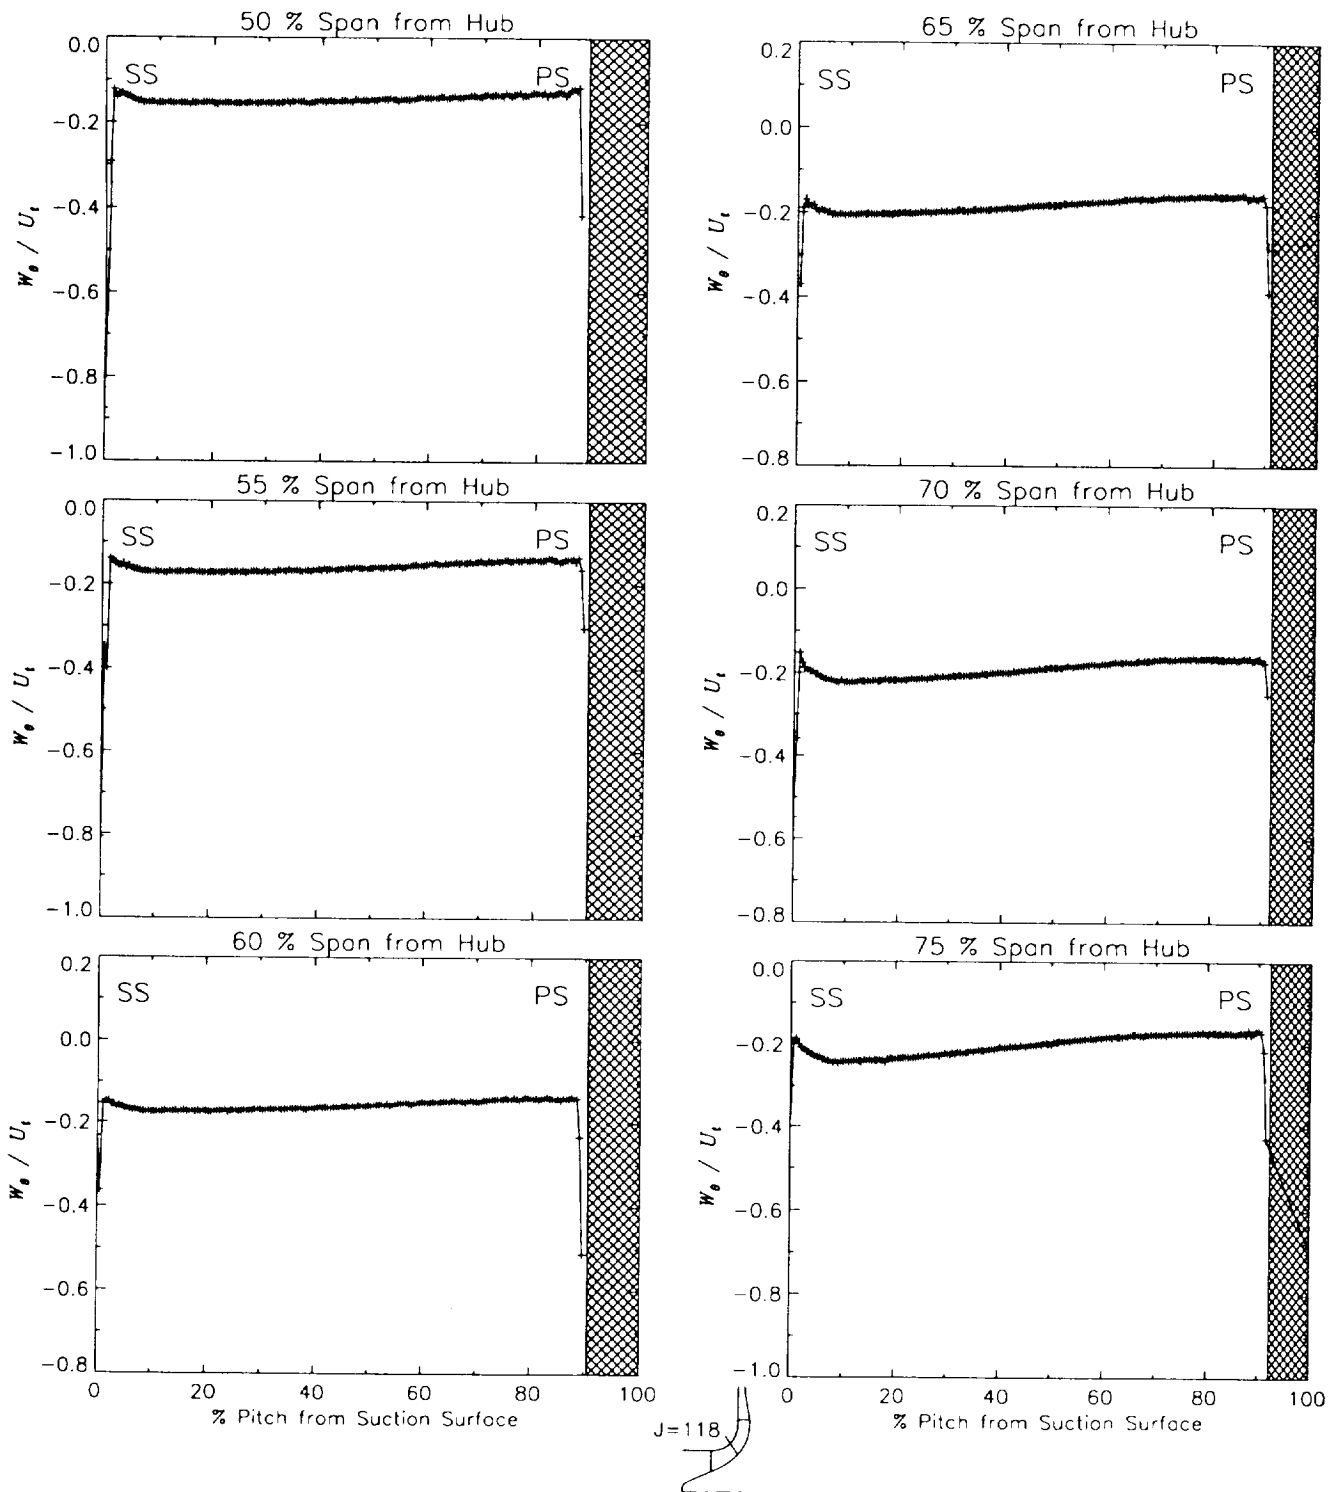 50 % Span from Hub
0.0
-0.2
-0.4
-0.6
-0.8
-1.0
W_θ / U_t
SS
PS
55 % Span from Hub
0.0
-0.2
-0.4
-0.6
-0.8
-1.0
W_θ / U_t
SS
PS
60 % Span from Hub
0.2
0.0
-0.2
-0.4
-0.6
-0.8
W_θ / U_t
SS
PS
0 20 40 60 80 100
% Pitch from Suction Surface
65 % Span from Hub
0.2
0.0
-0.2
-0.4
-0.6
-0.8
W_θ / U_t
SS
PS
70 % Span from Hub
0.2
0.0
-0.2
-0.4
-0.6
-0.8
W_θ / U_t
SS
PS
75 % Span from Hub
0.0
-0.2
-0.4
-0.6
-0.8
-1.0
W_θ / U_t
SS
PS
0 20 40 60 80 100
% Pitch from Suction Surface
J=118